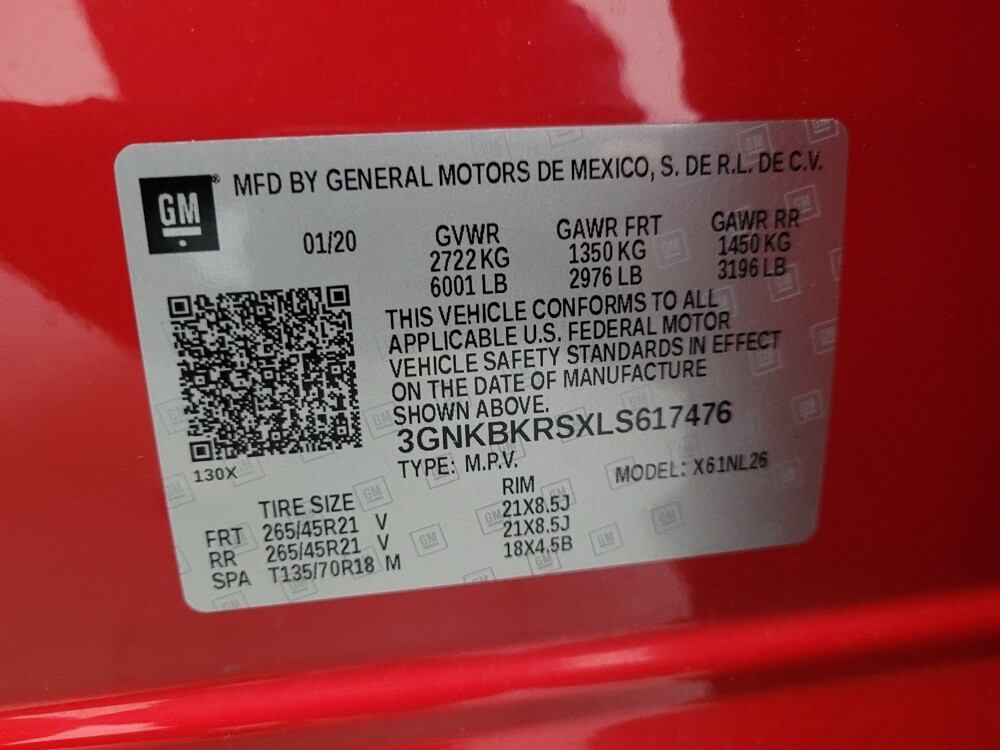 GM MFD BY GENERAL MOTORS DE MEXICO, S. DE R.L. DE C.V.
01/20
GVWR
2722 KG
6001 LB
GAWR FRT
1350 KG
2976 LB
GAWR RR
1450 KG
3196 LB
THIS VEHICLE CONFORMS TO ALL
APPLICABLE U.S. FEDERAL MOTOR
VEHICLE SAFETY STANDARDS IN EFFECT
ON THE DATE OF MANUFACTURE
SHOWN ABOVE.
3GNKBKRSXLS617476
130X
TYPE: M.P.V. MODEL: X61NL26
TIRE SIZE RIM
FRT 265/45R21 V 21X8.5J
RR 265/45R21 V 21X8.5J
SPA T135/70R18 M 18X4.5B